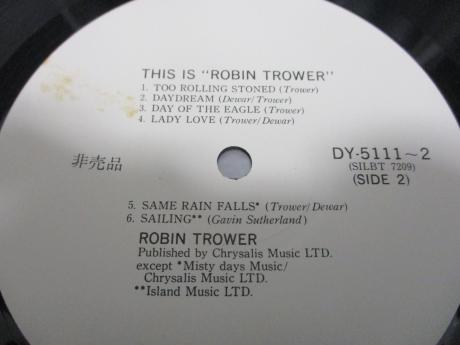 THIS IS "ROBIN TROWER"
1. TOO ROLLING STONED (Trower)
2. DAYDREAM (Dewar/Trower)
3. DAY OF THE EAGLE (Trower)
4. LADY LOVE (Trower/Dewar)
非売品
DY-5111~2
(SILBT 7209)
(SIDE 2)
5. SAME RAIN FALLS* (Trower/Dewar)
6. SAILING** (Gavin Sutherland)
ROBIN TROWER
Published by Chrysalis Music LTD.
except *Misty days Music/
Chrysalis Music LTD.
**Island Music LTD.